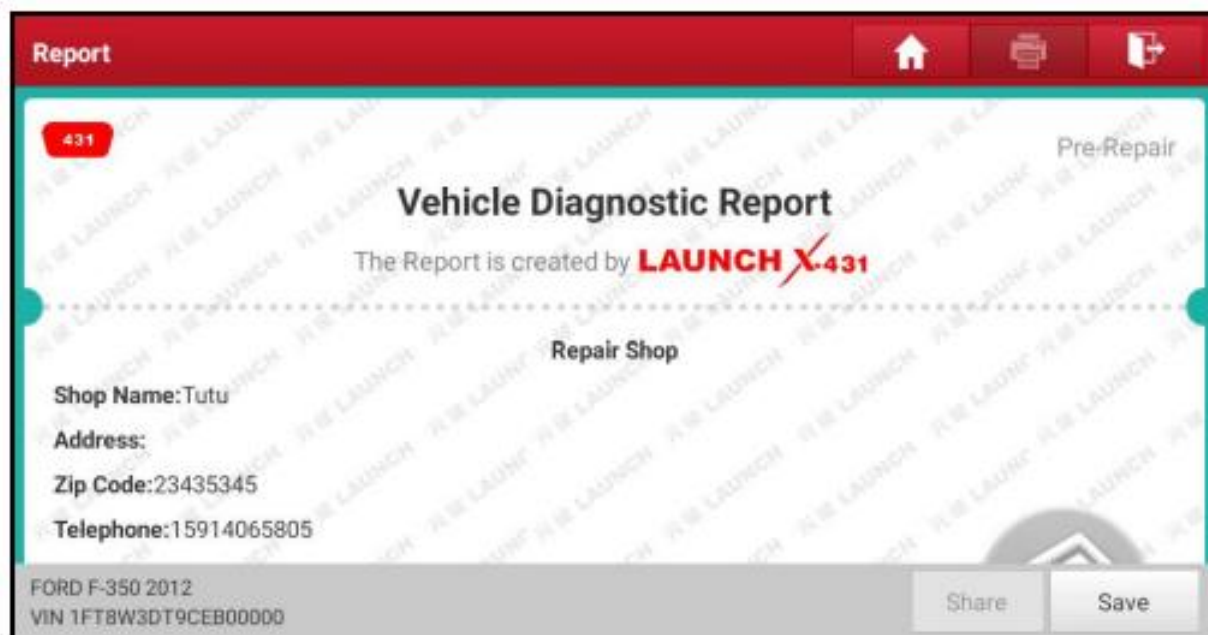 Report
431
Pre-Repair
Vehicle Diagnostic Report
The Report is created by LAUNCH X-431
Repair Shop
Shop Name:Tutu
Address:
Zip Code:23435345
Telephone:15914065805
FORD F-350 2012
VIN 1FT8W3DT9CEB00000
Share
Save